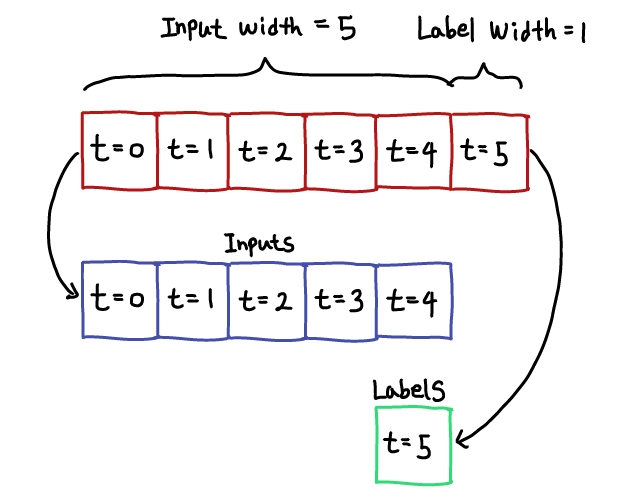 Input width = 5 Label width = 1
t=0 t=1 t=2 t=3 t=4 t=5
Inputs
t=0 t=1 t=2 t=3 t=4
Labels
t=5